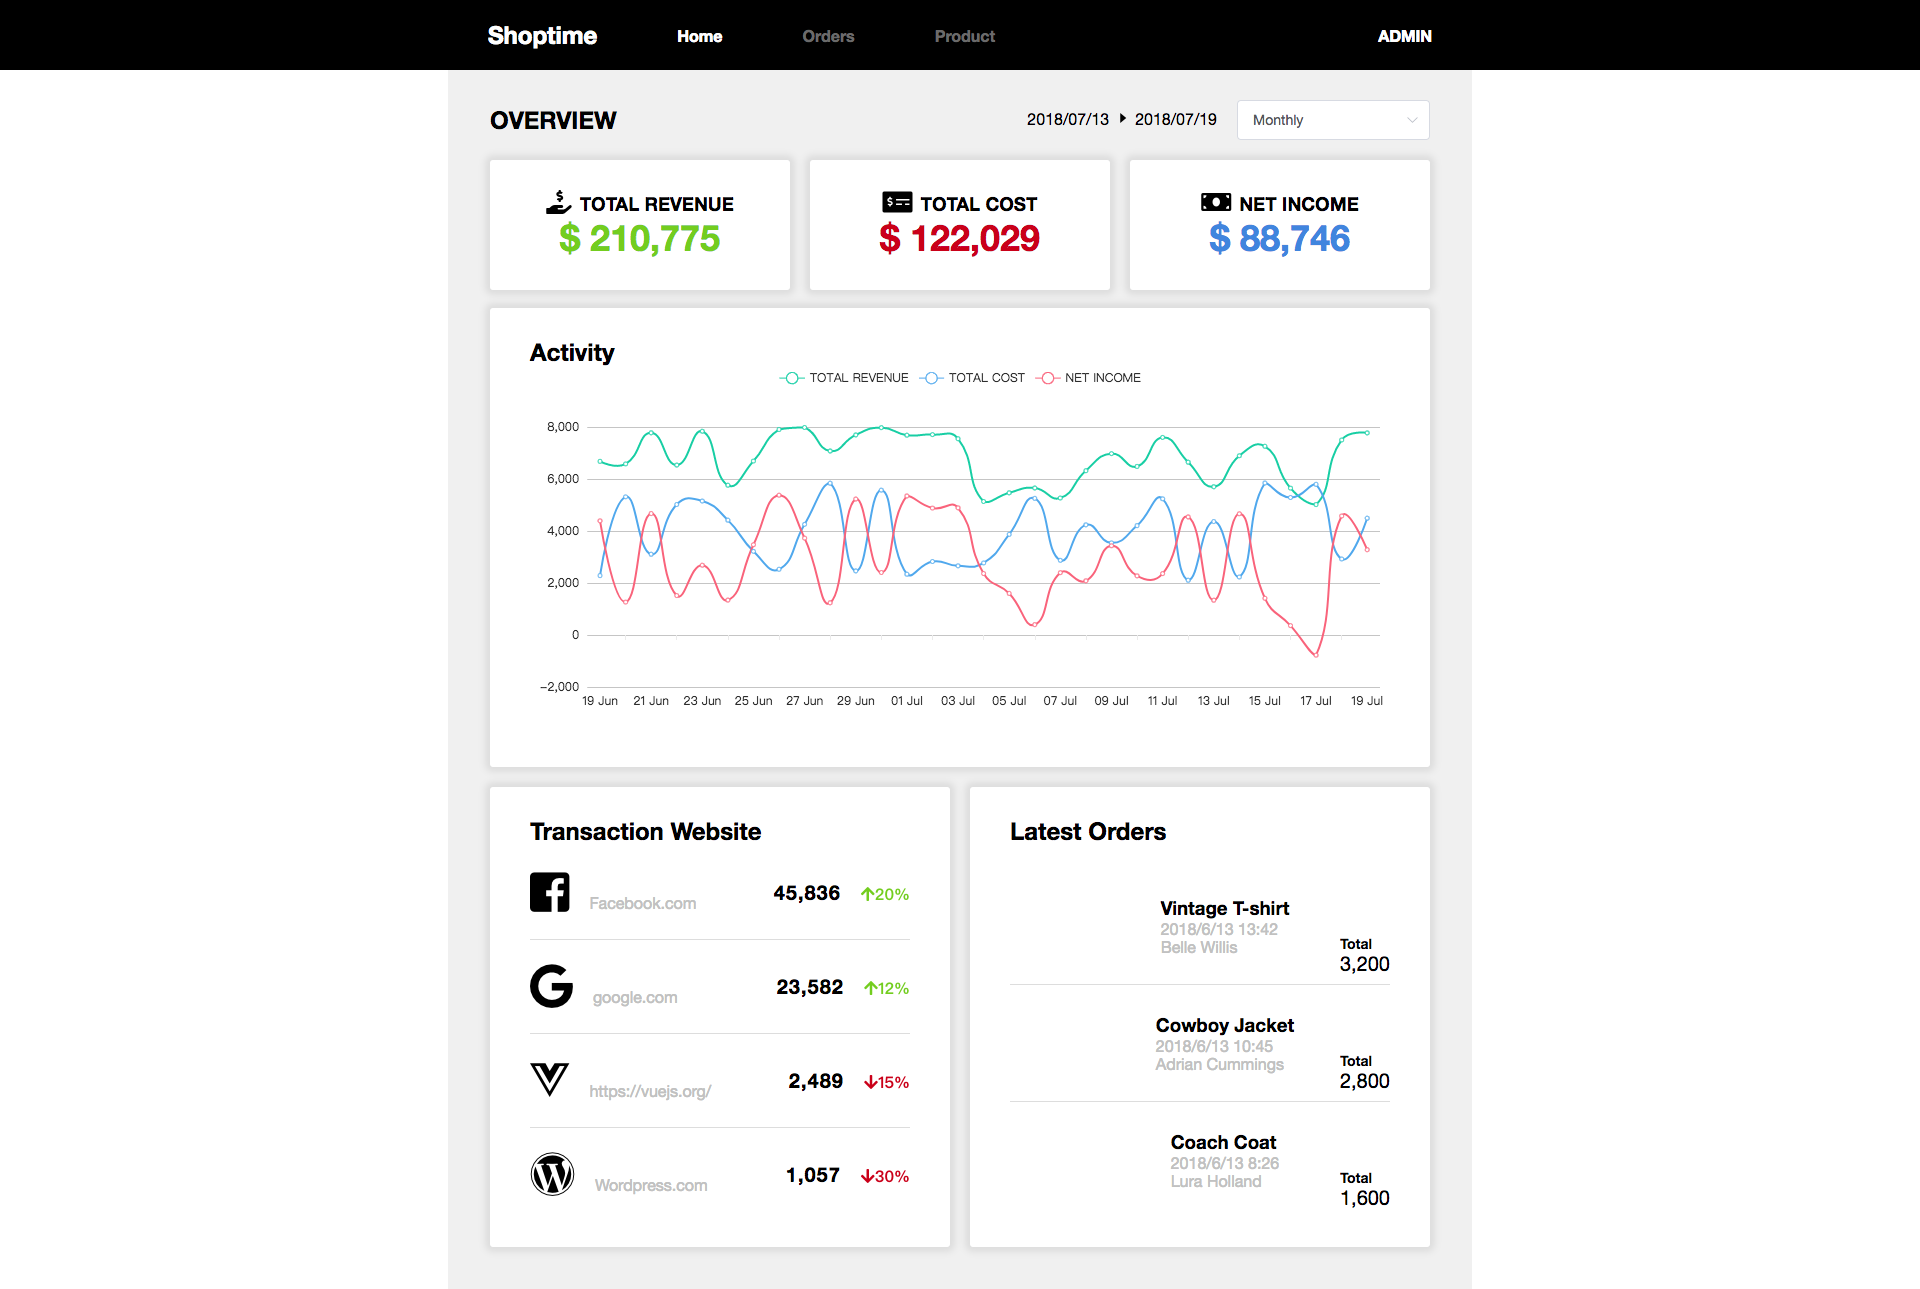 Shoptime Home Orders Product ADMIN
OVERVIEW 2018/07/13 2018/07/19 Monthly
TOTAL REVENUE
$ 210,775
TOTAL COST
$ 122,029
NET INCOME
$ 88,746
Activity
TOTAL REVENUE TOTAL COST NET INCOME
8,000
6,000
4,000
2,000
0
−2,000
19 Jun 21 Jun 23 Jun 25 Jun 27 Jun 29 Jun 01 Jul 03 Jul 05 Jul 07 Jul 09 Jul 11 Jul 13 Jul 15 Jul 17 Jul 19 Jul
Transaction Website
Facebook.com 45,836 20%
google.com 23,582 12%
https://vuejs.org/ 2,489 15%
Wordpress.com 1,057 30%
Latest Orders
Vintage T-shirt
2018/6/13 13:42
Belle Willis
Total
3,200
Cowboy Jacket
2018/6/13 10:45
Adrian Cummings
Total
2,800
Coach Coat
2018/6/13 8:26
Lura Holland
Total
1,600